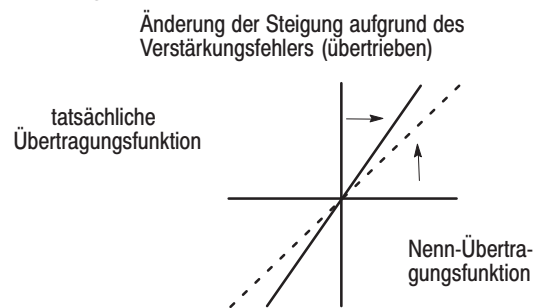 Änderung der Steigung aufgrund des
Verstärkungsfehlers (übertrieben)
tatsächliche
Übertragungsfunktion
Nenn-Übertra-
gungsfunktion